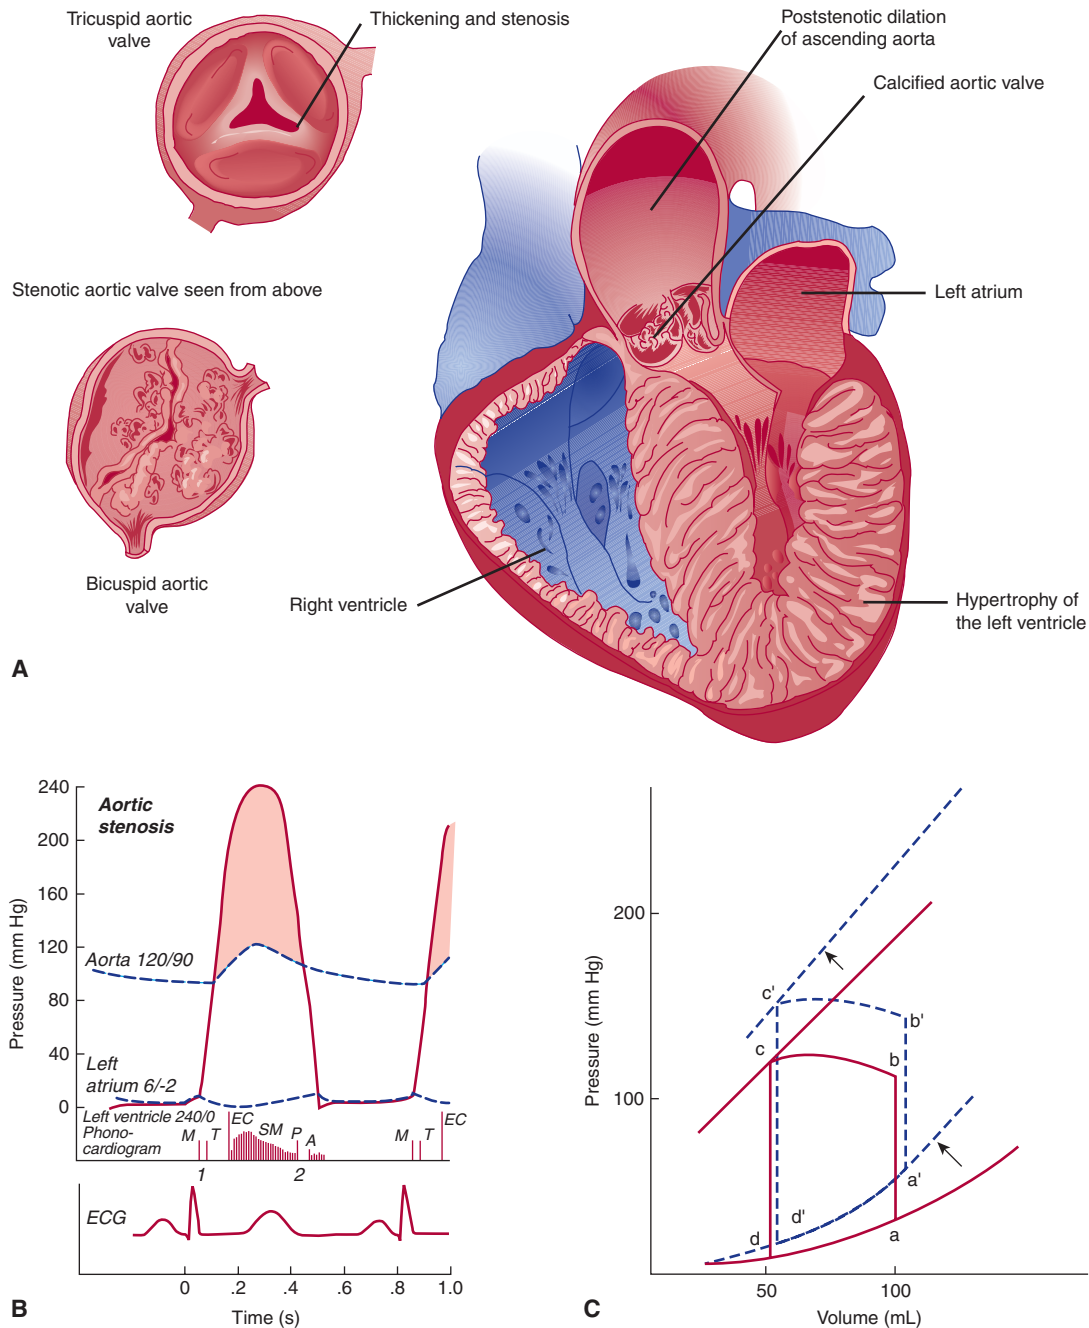 Tricuspid aortic
valve
Thickening and stenosis
Poststenotic dilation
of ascending aorta
Calcified aortic valve
Stenotic aortic valve seen from above
Left atrium
Bicuspid aortic
valve
Right ventricle
Hypertrophy of
the left ventricle
A
240
200
160
120
80
40
0
Pressure (mm Hg)
Aortic
stenosis
Aorta 120/90
Left
atrium 6/-2
Left ventricle 240/0
Phono-
cardiogram
M T EC SM P A M T EC
1 2
ECG
0 .2 .4 .6 .8 1.0
Time (s)
B
200
100
Pressure (mm Hg)
c'
b'
c
b
a'
d'
d
a
50 100
Volume (mL)
C